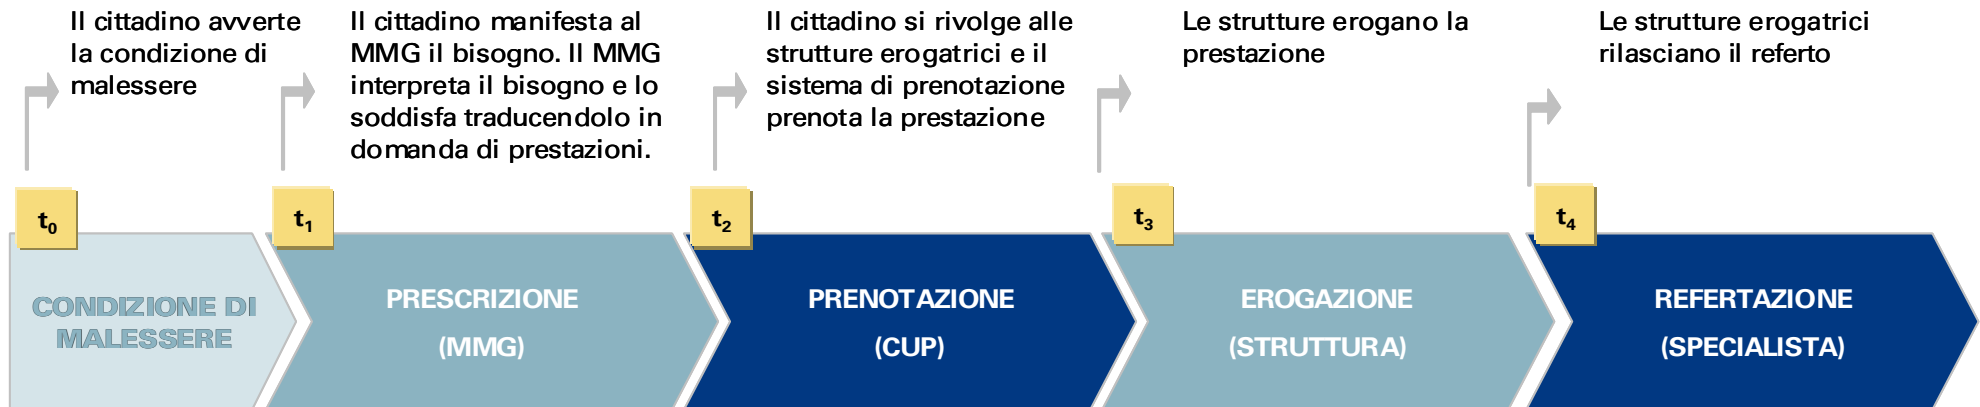 Il cittadino avverte
la condizione di
malessere
Il cittadino manifesta al
MMG il bisogno. Il MMG
interpreta il bisogno e lo
soddisfa traducendolo in
domanda di prestazioni.
Il cittadino si rivolge alle
strutture erogatrici e il
sistema di prenotazione
prenota la prestazione
Le strutture erogano la
prestazione
Le strutture erogatrici
rilasciano il referto
t0
t1
t2
t3
t4
CONDIZIONE DI
MALESSERE
PRESCRIZIONE
(MMG)
PRENOTAZIONE
(CUP)
EROGAZIONE
(STRUTTURA)
REFERTAZIONE
(SPECIALISTA)